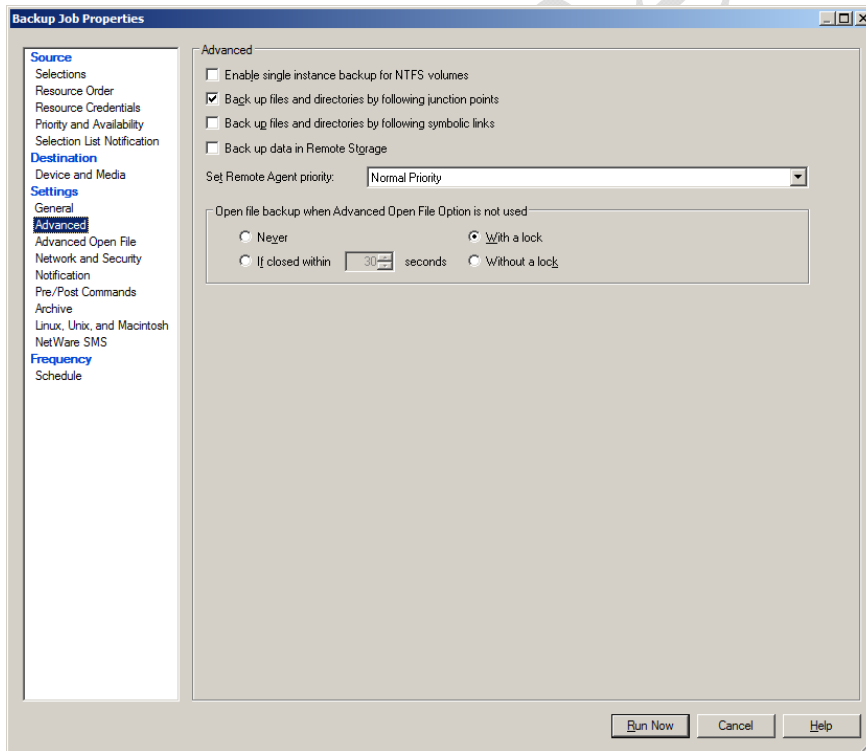 Backup Job Properties
Source
Selections
Resource Order
Resource Credentials
Priority and Availability
Selection List Notification
Destination
Device and Media
Settings
General
Advanced
Advanced Open File
Network and Security
Notification
Pre/Post Commands
Archive
Linux, Unix, and Macintosh
NetWare SMS
Frequency
Schedule
Advanced
Enable single instance backup for NTFS volumes
Back up files and directories by following junction points
Back up files and directories by following symbolic links
Back up data in Remote Storage
Set Remote Agent priority: Normal Priority
Open file backup when Advanced Open File Option is not used
Never With a lock
If closed within 30 seconds Without a lock
Run Now Cancel Help